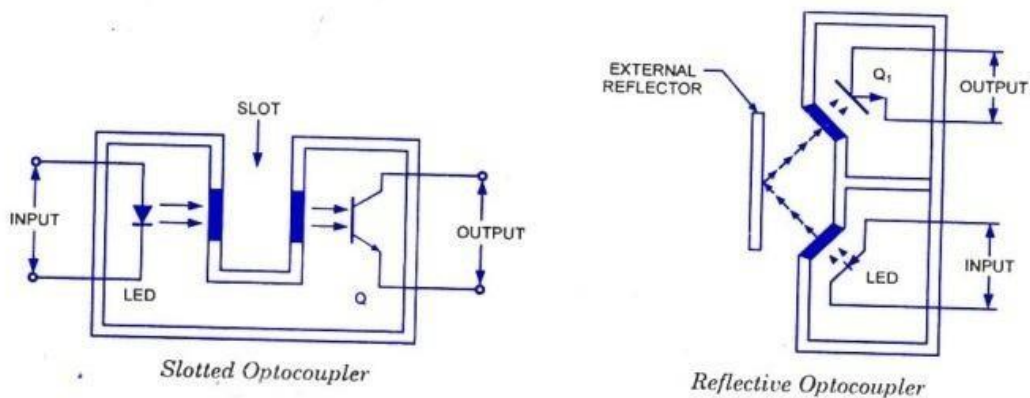 SLOT
INPUT
LED
Q
OUTPUT
Slotted Optocoupler
EXTERNAL
REFLECTOR
Q1
OUTPUT
LED
INPUT
Reflective Optocoupler